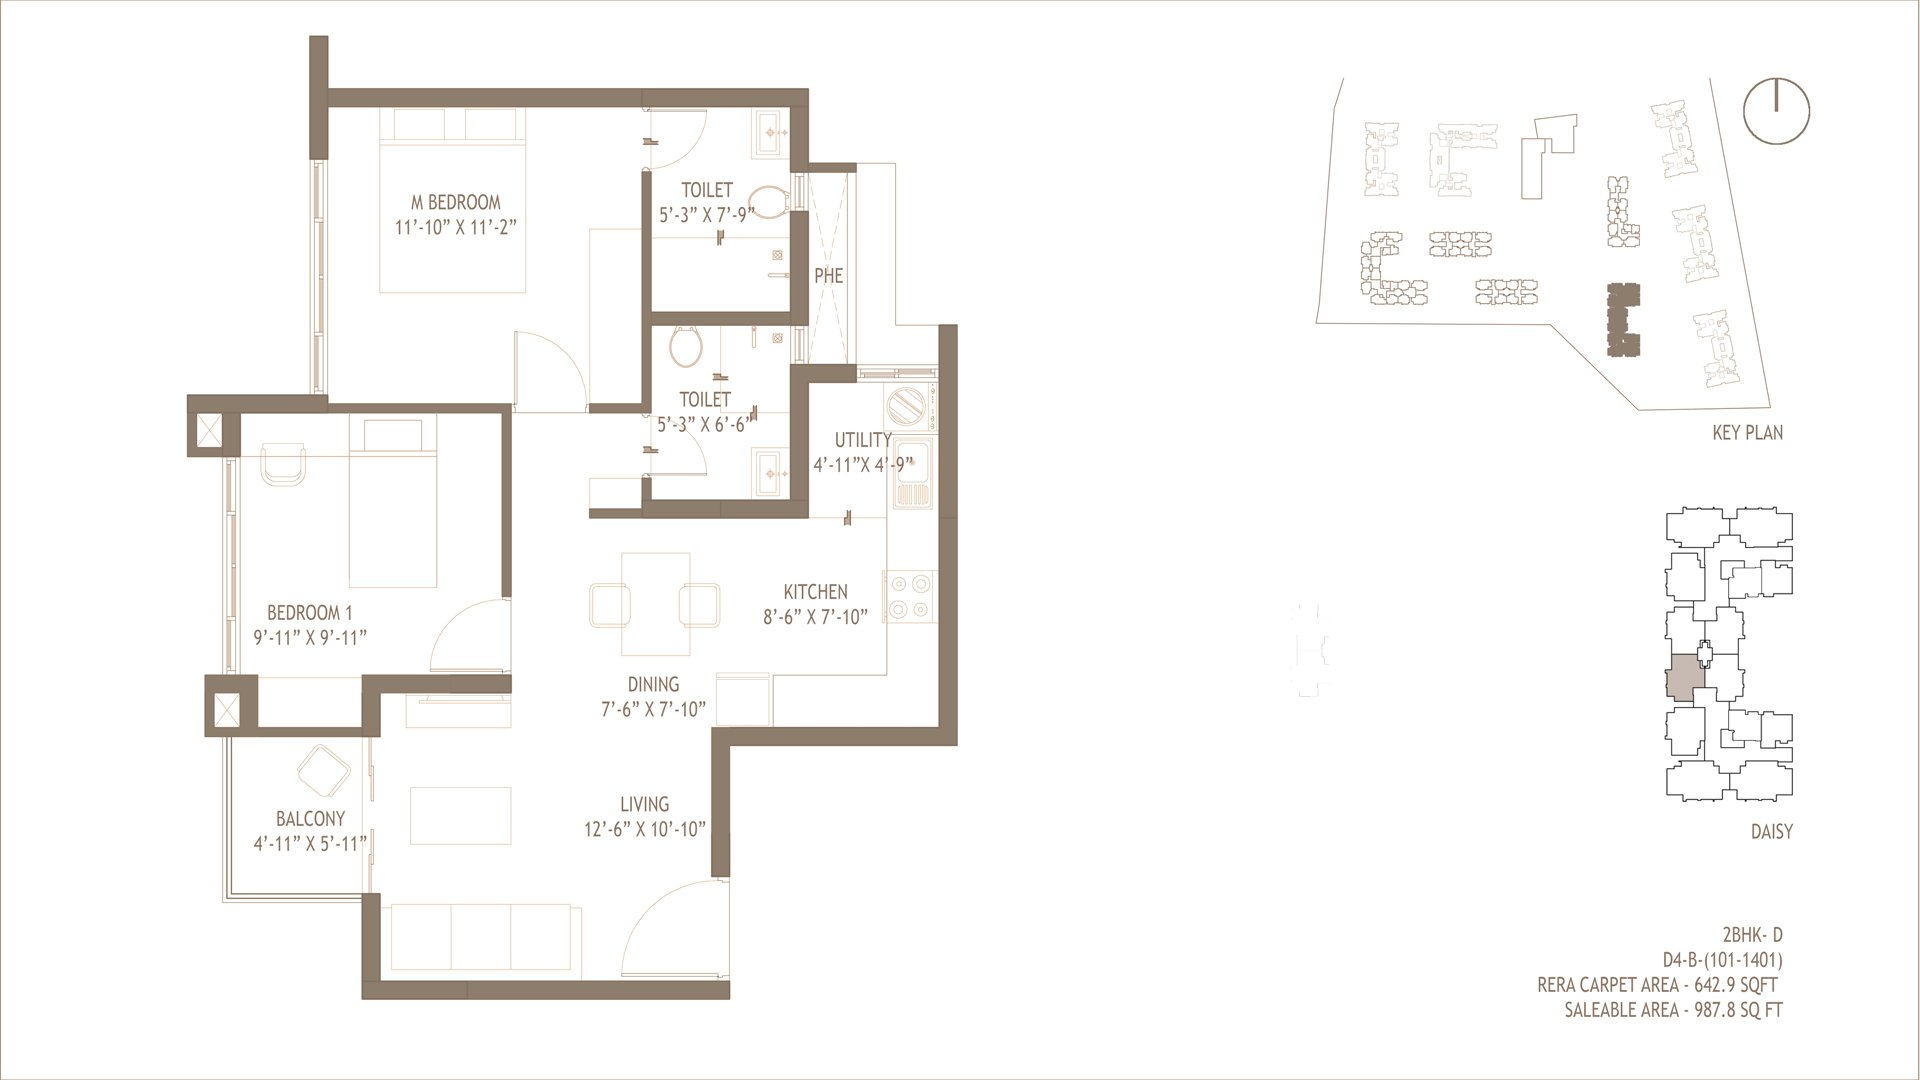 M BEDROOM
11’-10” X 11’-2”
TOILET
5’-3” X 7’-9”
PHE
TOILET
5’-3” X 6’-6”
UTILITY
4’-11”X 4’-9”
KITCHEN
8’-6” X 7’-10”
BEDROOM 1
9’-11” X 9’-11”
DINING
7’-6” X 7’-10”
LIVING
12’-6” X 10’-10”
BALCONY
4’-11” X 5’-11”
KEY PLAN
DAISY
2BHK- D
D4-B-(101-1401)
RERA CARPET AREA - 642.9 SQFT
SALEABLE AREA - 987.8 SQ FT